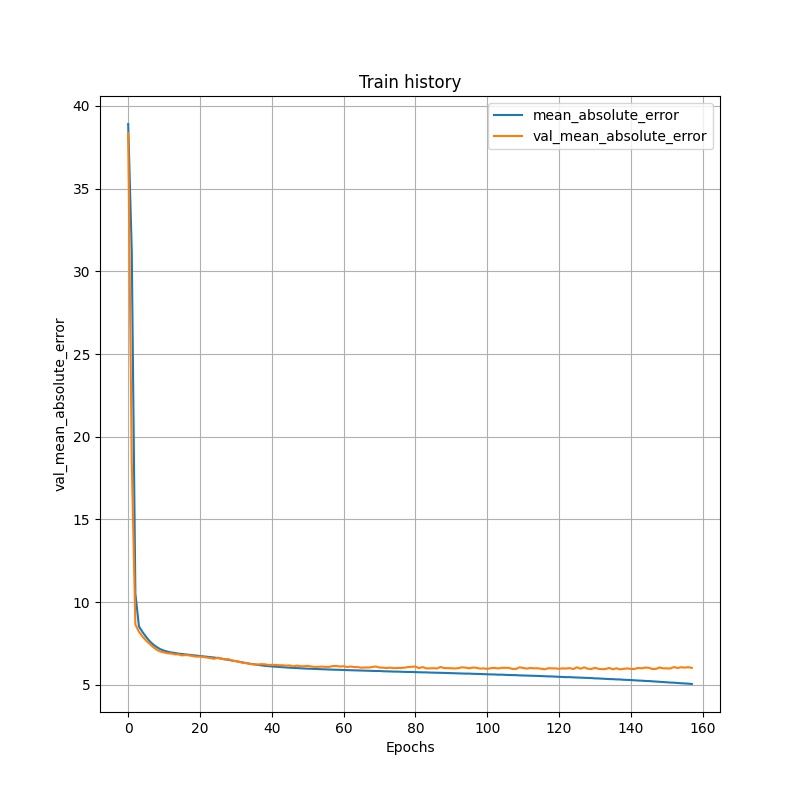 Train history
mean_absolute_error
val_mean_absolute_error
val_mean_absolute_error
40
35
30
25
20
15
10
5
0 20 40 60 80 100 120 140 160
Epochs